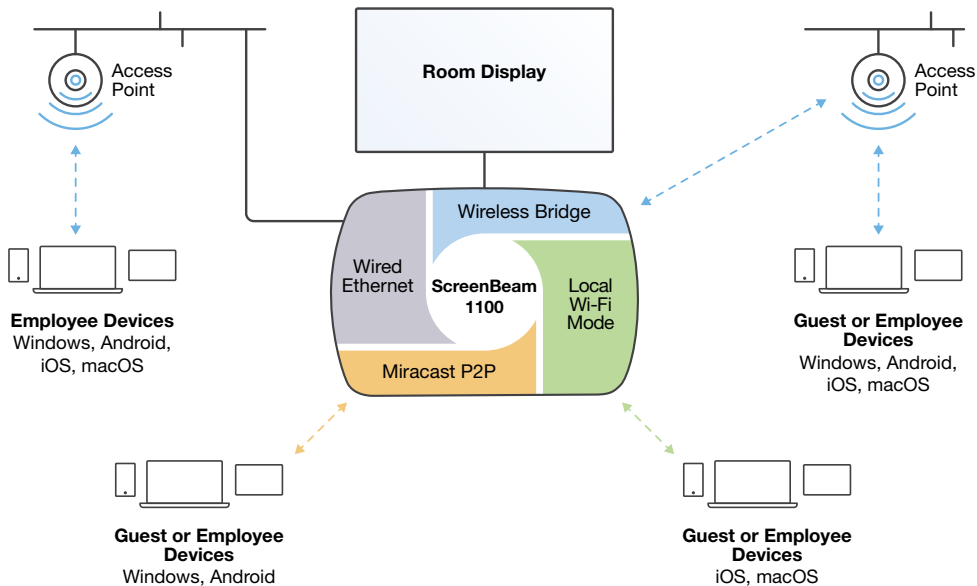 Access
Point
Room Display
Access
Point
Wireless Bridge
Wired
Ethernet
ScreenBeam
1100
Local
Wi-Fi
Mode
Miracast P2P
Employee Devices
Windows, Android,
iOS, macOS
Guest or Employee
Devices
Windows, Android,
iOS, macOS
Guest or Employee
Devices
Windows, Android
Guest or Employee
Devices
iOS, macOS